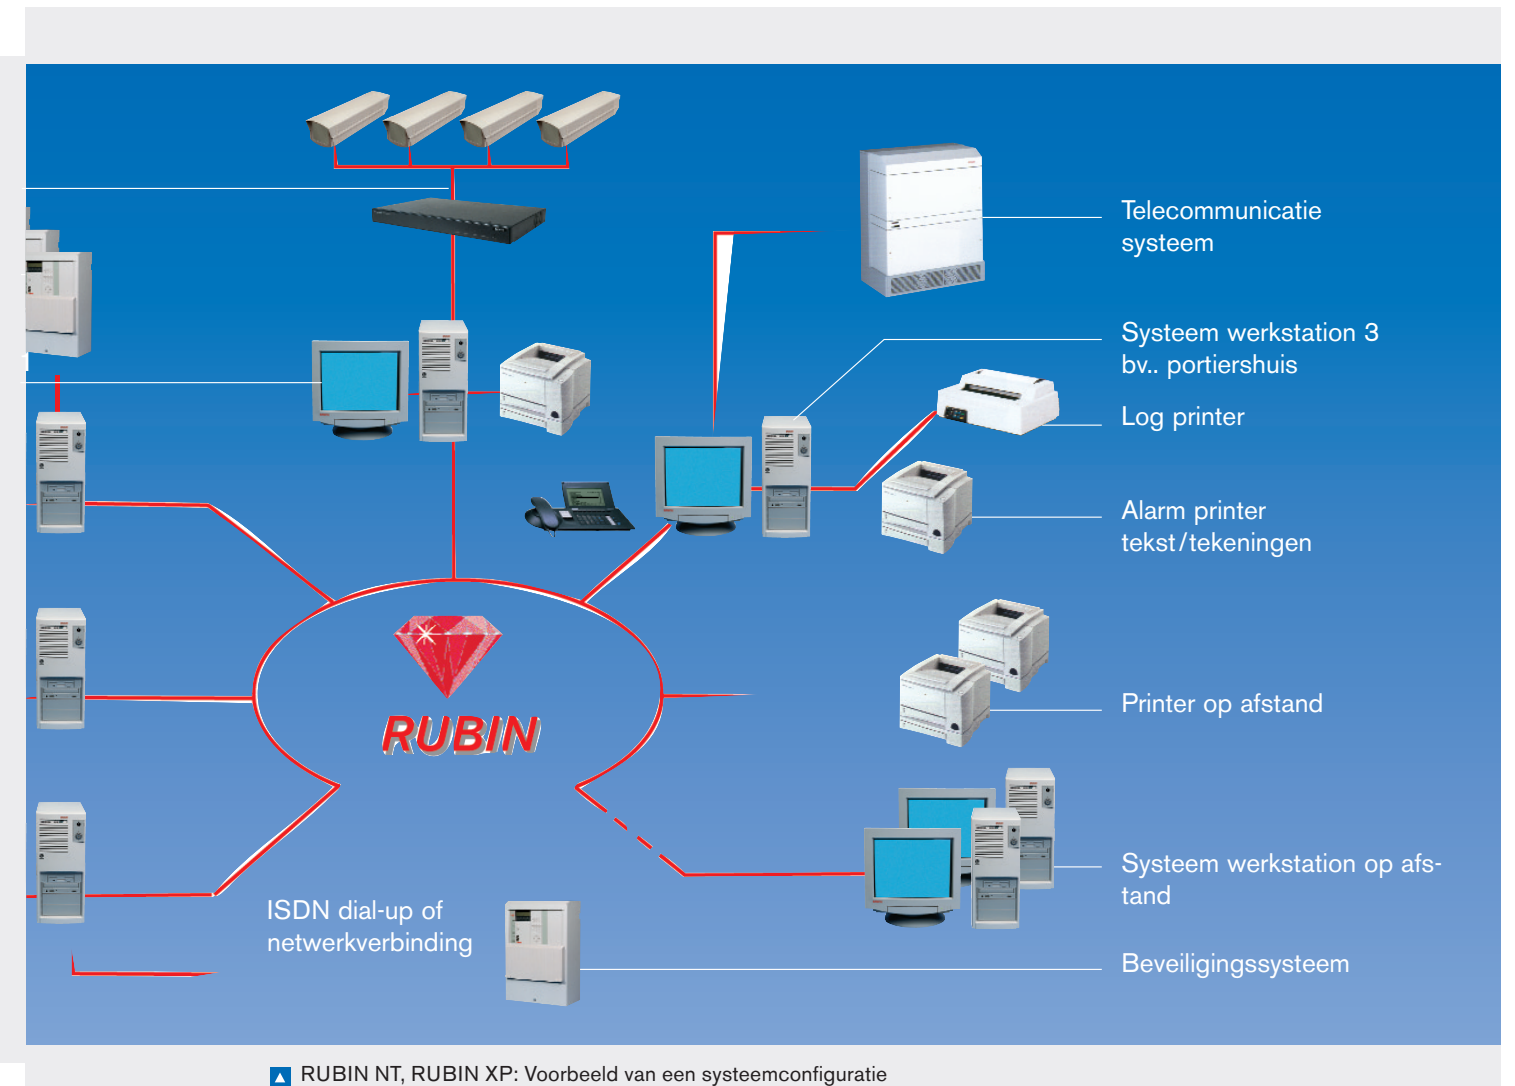 Telecommunicatie
systeem
Systeem werkstation 3
bv.. portiershuis
Log printer
Alarm printer
tekst/tekeningen
Printer op afstand
RUBIN
Systeem werkstation op afs-
tand
ISDN dial-up of
netwerkverbinding
Beveiligingssysteem
RUBIN NT, RUBIN XP: Voorbeeld van een systeemconfiguratie